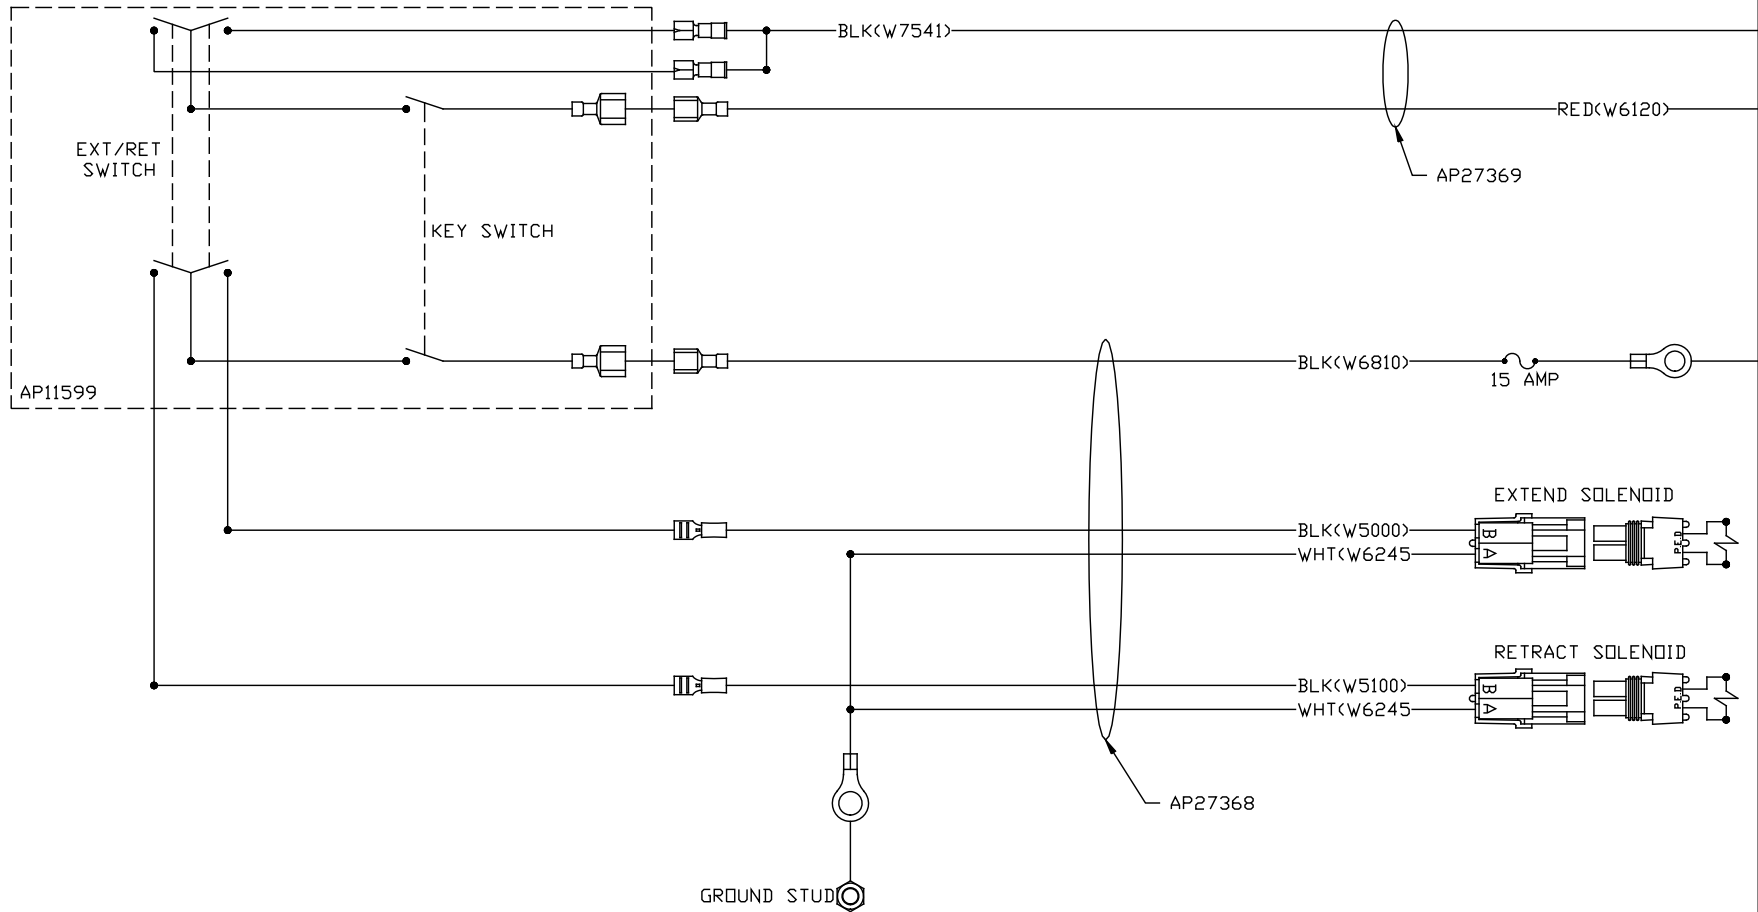 BLK(W7541)
RED(W6120)
EXT/RET
SWITCH
AP27369
KEY SWITCH
BLK(W6810)
15 AMP
AP11599
EXTEND SOLENOID
BLK(W5000)
WHT(W6245
B
A
P.E.D
RETRACT SOLENOID
BLK(W5100)
WHT(W6245
B
A
P.E.D
AP27368
GROUND STUD